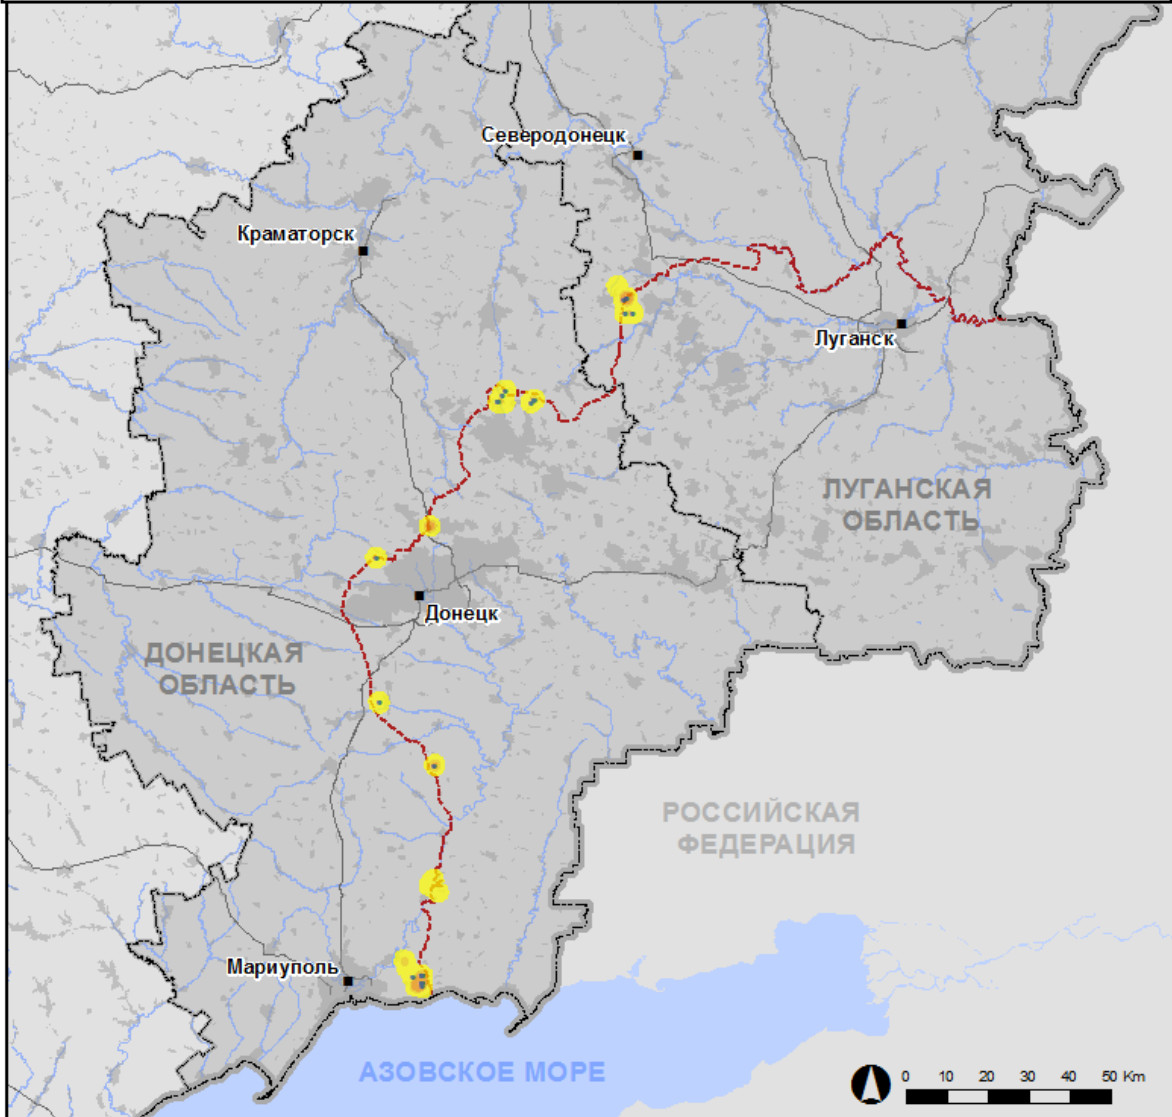 Северодонецк
Краматорск
Луганск
ЛУГАНСКАЯ
ОБЛАСТЬ
Донецк
ДОНЕЦКАЯ
ОБЛАСТЬ
РОССИЙСКАЯ
ФЕДЕРАЦИЯ
Мариуполь
АЗОВСКОЕ МОРЕ
0 10 20 30 40 50 Km